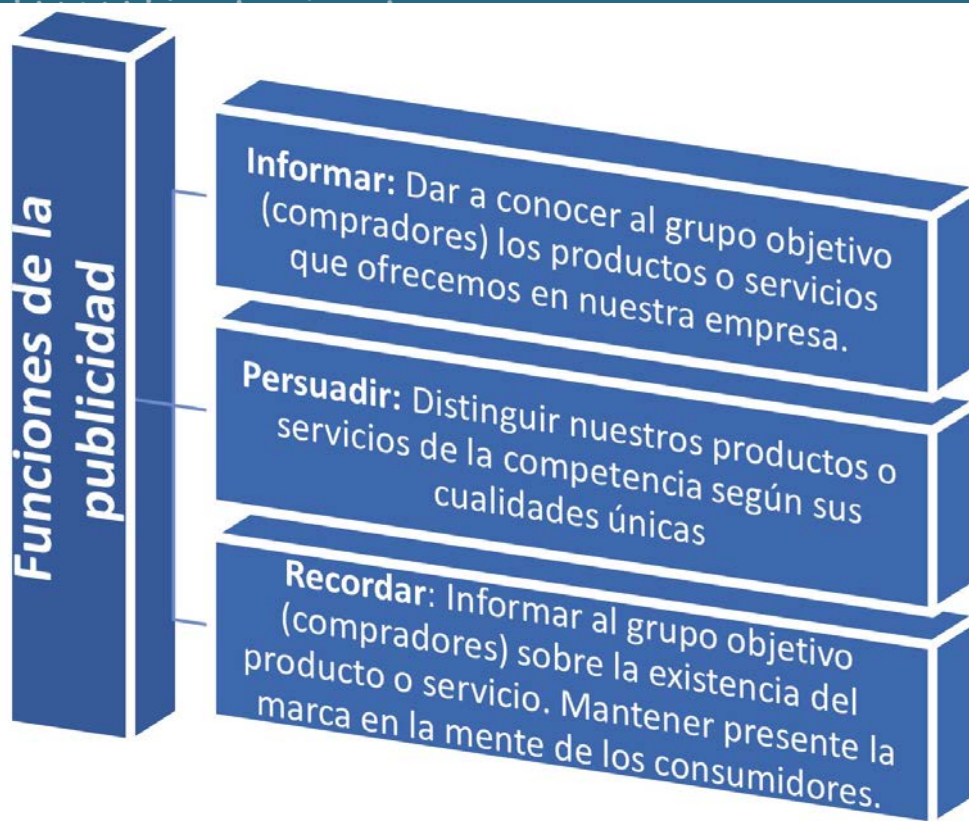 Funciones de la
publicidad
Informar: Dar a conocer al grupo objetivo
(compradores) los productos o servicios
que ofrecemos en nuestra empresa.
Persuadir: Distinguir nuestros productos o
servicios de la competencia según sus
cualidades únicas
Recordar: Informar al grupo objetivo
(compradores) sobre la existencia del
producto o servicio. Mantener presente la
marca en la mente de los consumidores.